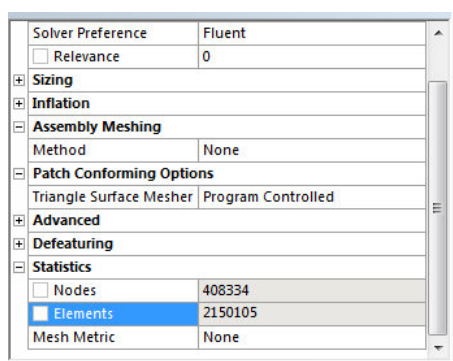 Solver Preference Fluent
Relevance 0
Sizing
Inflation
Assembly Meshing
Method None
Patch Conforming Options
Triangle Surface Mesher Program Controlled
Advanced
Defeaturing
Statistics
Nodes 408334
Elements 2150105
Mesh Metric None